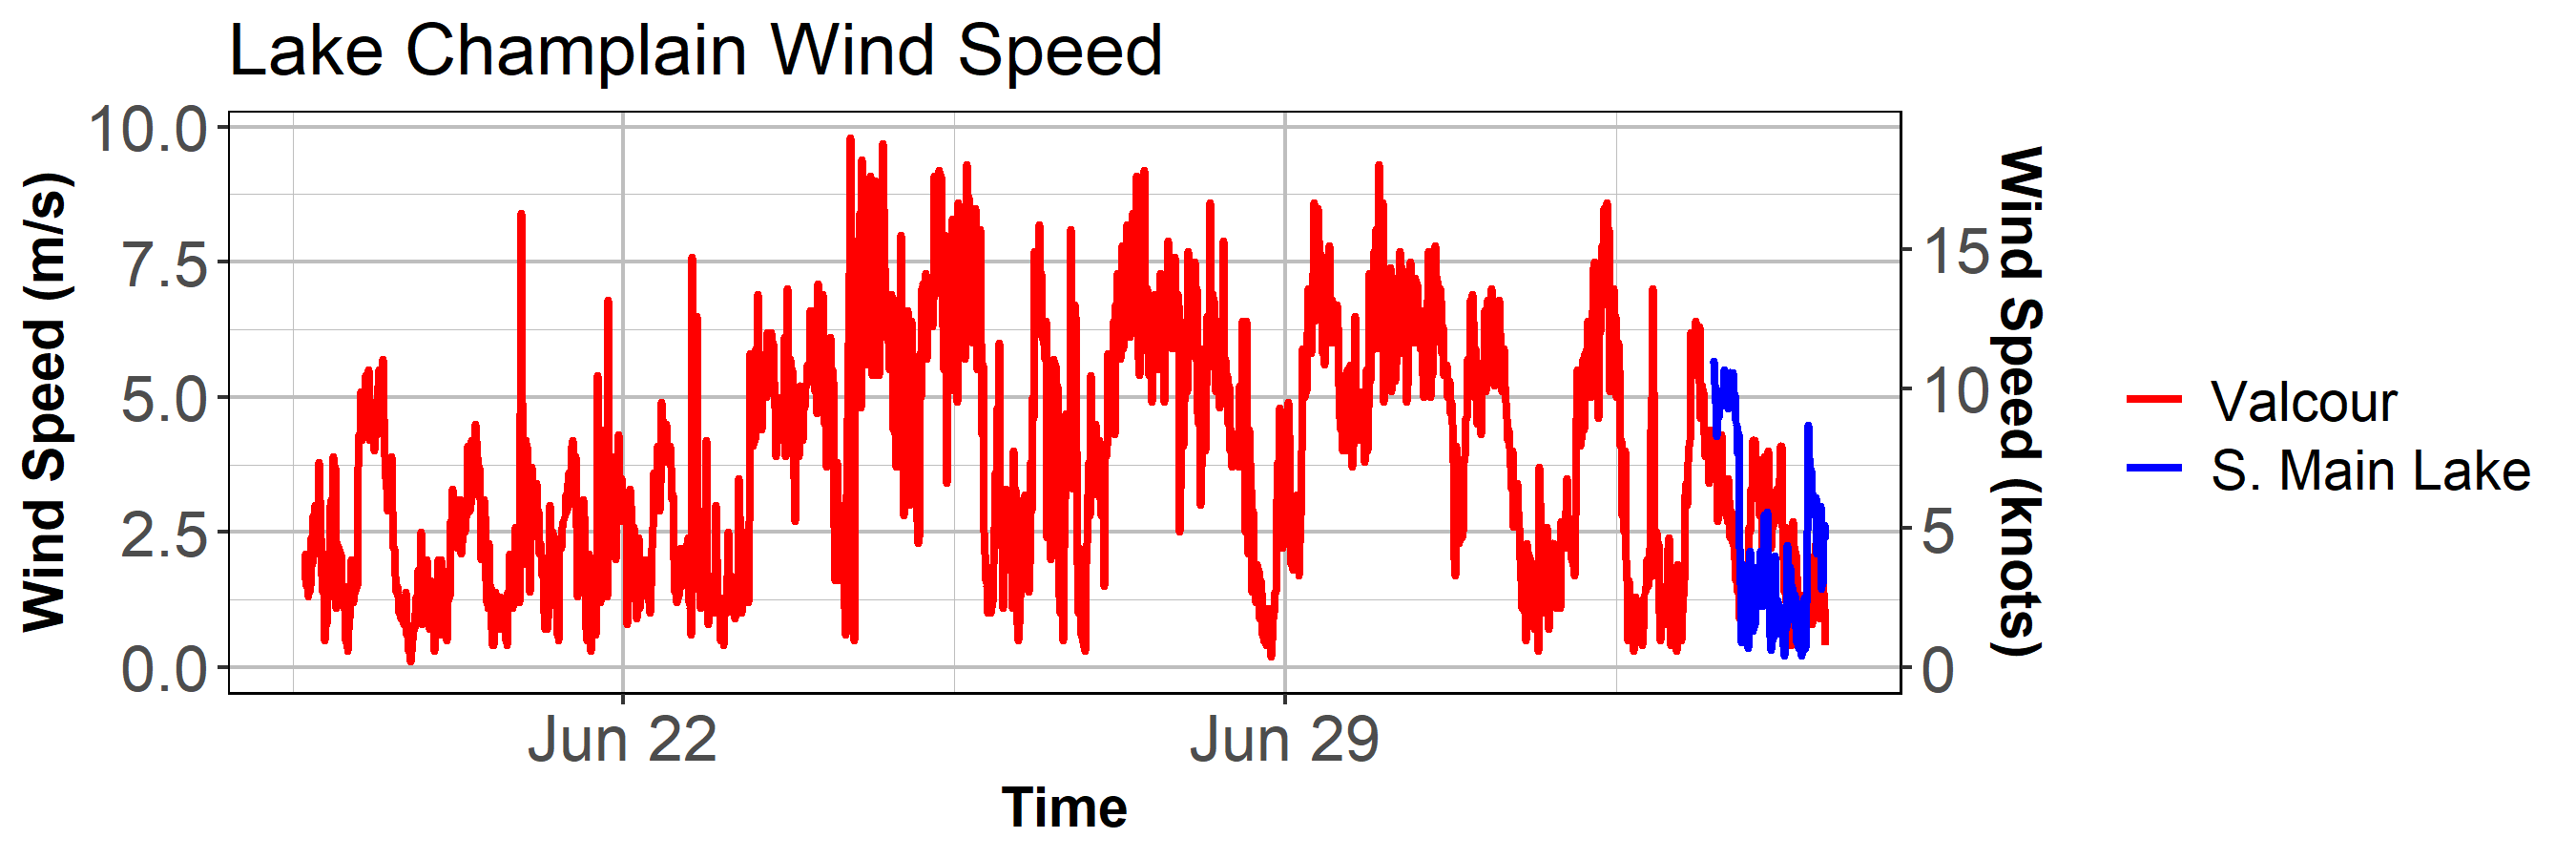 Lake Champlain Wind Speed
Wind Speed (m/s)
10.0
7.5
5.0
2.5
0.0
Jun 22
Jun 29
Time
15
10
5
0
Wind Speed (knots)
Valcour
S. Main Lake